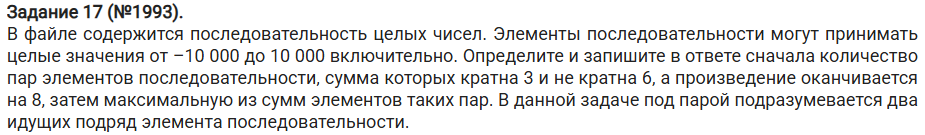 Задание 17 (№1993).
В файле содержится последовательность целых чисел. Элементы последовательности могут принимать
целые значения от −10 000 до 10 000 включительно. Определите и запишите в ответе сначала количество
пар элементов последовательности, сумма которых кратна 3 и не кратна 6, а произведение оканчивается
на 8, затем максимальную из сумм элементов таких пар. В данной задаче под парой подразумевается два
идущих подряд элемента последовательности.